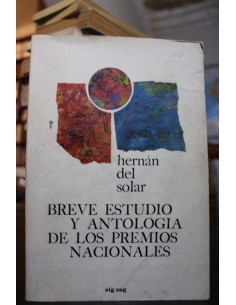 hernán
del
solar
BREVE ESTUDIO
Y ANTOLOGIA
DE LOS PREMIOS
NACIONALES
zig zag